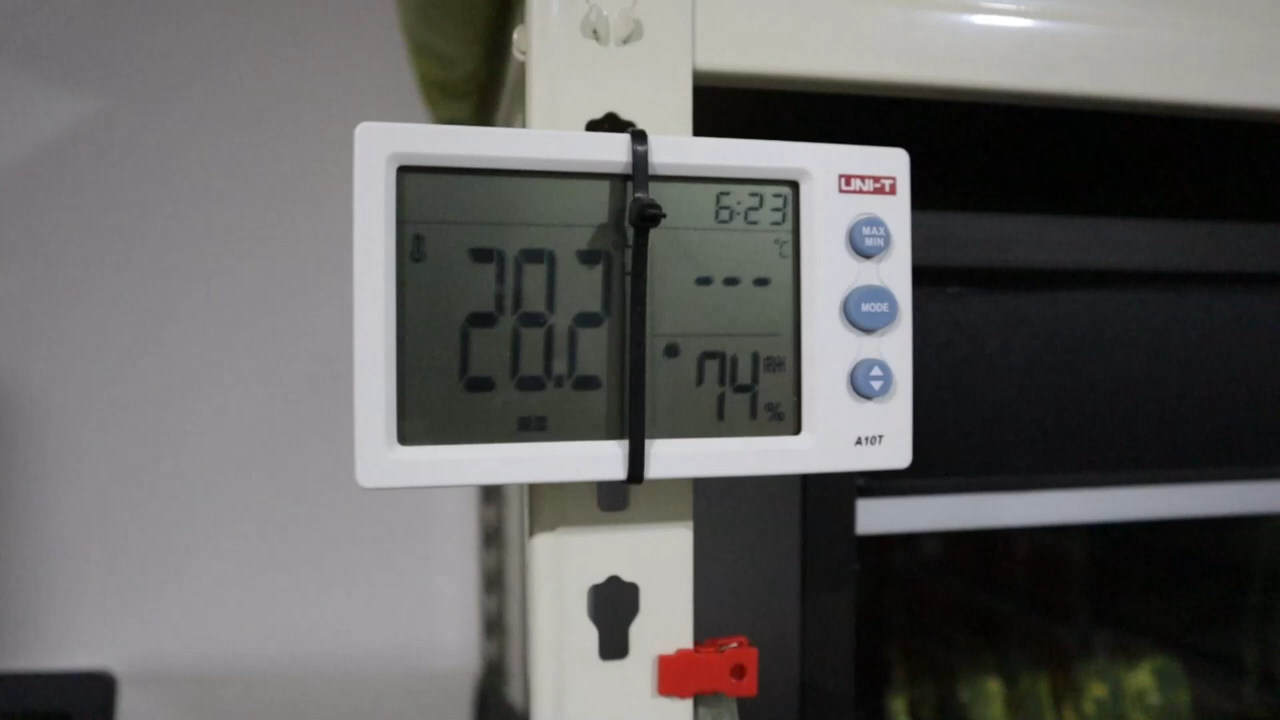 UNI-T
6:23
MAX
MIN
°C
28.2
---
MODE
74 RH
%
A10T